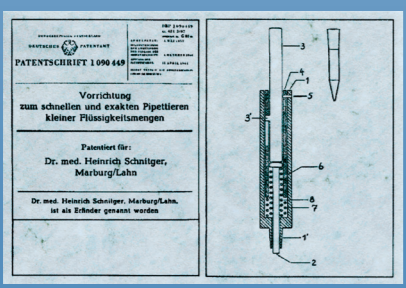 DEUTSCHES PATENTAMT
PATENTSCHRIFT 1 090 449
Vorrichtung
zum schnellen und exakten Pipettieren
kleiner Flüssigkeitsmengen
Patentiert für:
Dr. med. Heinrich Schnitger,
Marburg/Lahn
Dr. med. Heinrich Schnitger, Marburg/Lahn,
ist als Erfinder genannt worden
3
4
1
5
3'
6
8
7
1'
2